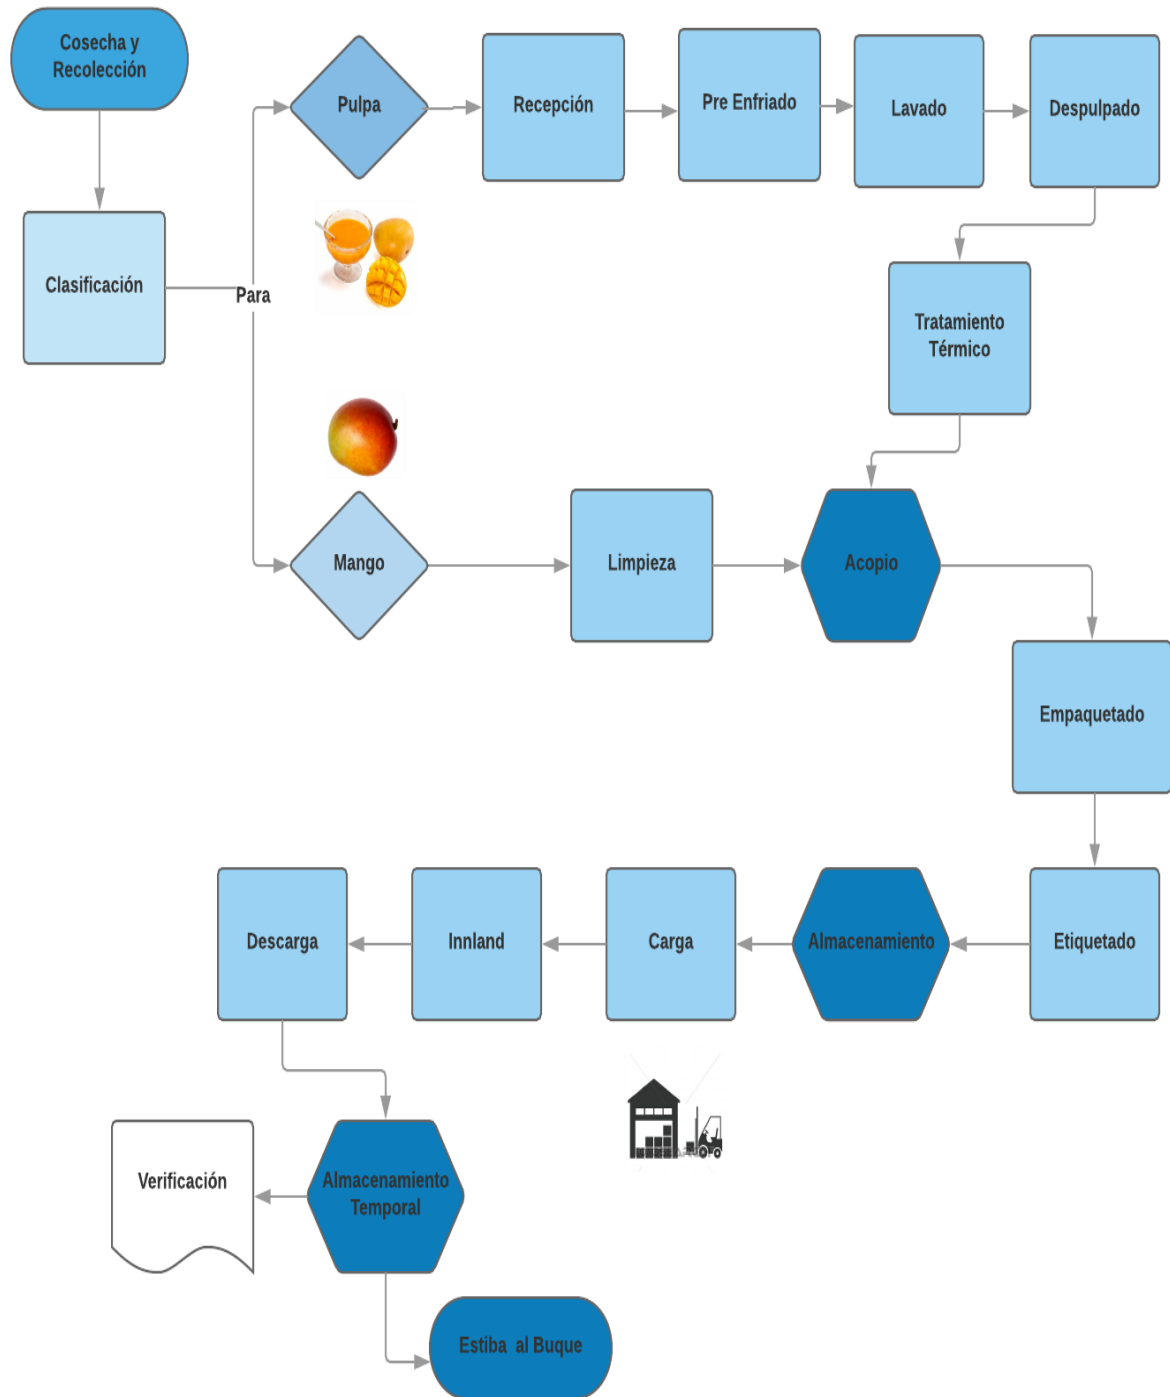 Cosecha y
Recolección
Pulpa
Recepción
Pre Enfriado
Lavado
Despulpado
Clasificación
Para
Tratamiento
Térmico
Mango
Limpieza
Acopio
Empaquetado
Descarga
Innland
Carga
Almacenamiento
Etiquetado
Verificación
Almacenamiento
Temporal
Estiba al Buque